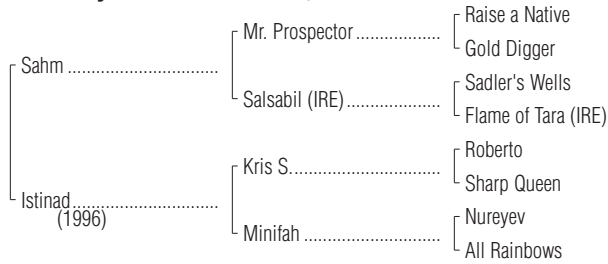 Raise a Native
Mr. Prospector ..................
Gold Digger
Sahm ................................
Sadler's Wells
Salsabil (IRE)....................
Flame of Tara (IRE)
Roberto
Kris S................................
Sharp Queen
Istinad...............................
(1996)
Nureyev
Minifah .............................
All Rainbows